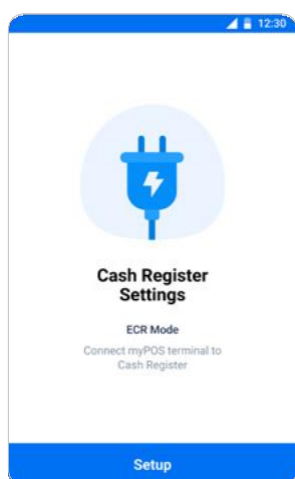 12:30
Cash Register
Settings
ECR Mode
Connect myPOS terminal to
Cash Register
Setup